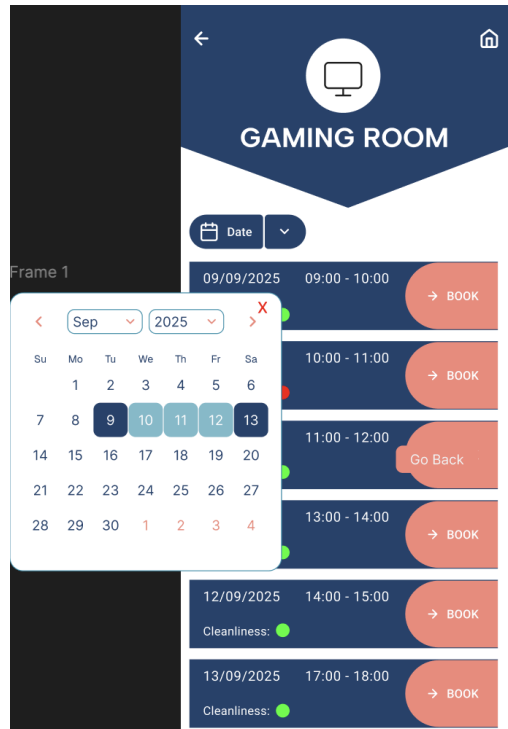 GAMING ROOM
Date
Frame 1
09/09/2025 09:00 - 10:00
→ BOOK
X
< Sep 2025 >
Su Mo Tu We Th Fr Sa
1 2 3 4 5 6
7 8 9 10 11 12 13
14 15 16 17 18 19 20
21 22 23 24 25 26 27
28 29 30 1 2 3 4
10:00 - 11:00
→ BOOK
11:00 - 12:00
Go Back
13:00 - 14:00
→ BOOK
12/09/2025 14:00 - 15:00
Cleanliness:
→ BOOK
13/09/2025 17:00 - 18:00
Cleanliness:
→ BOOK